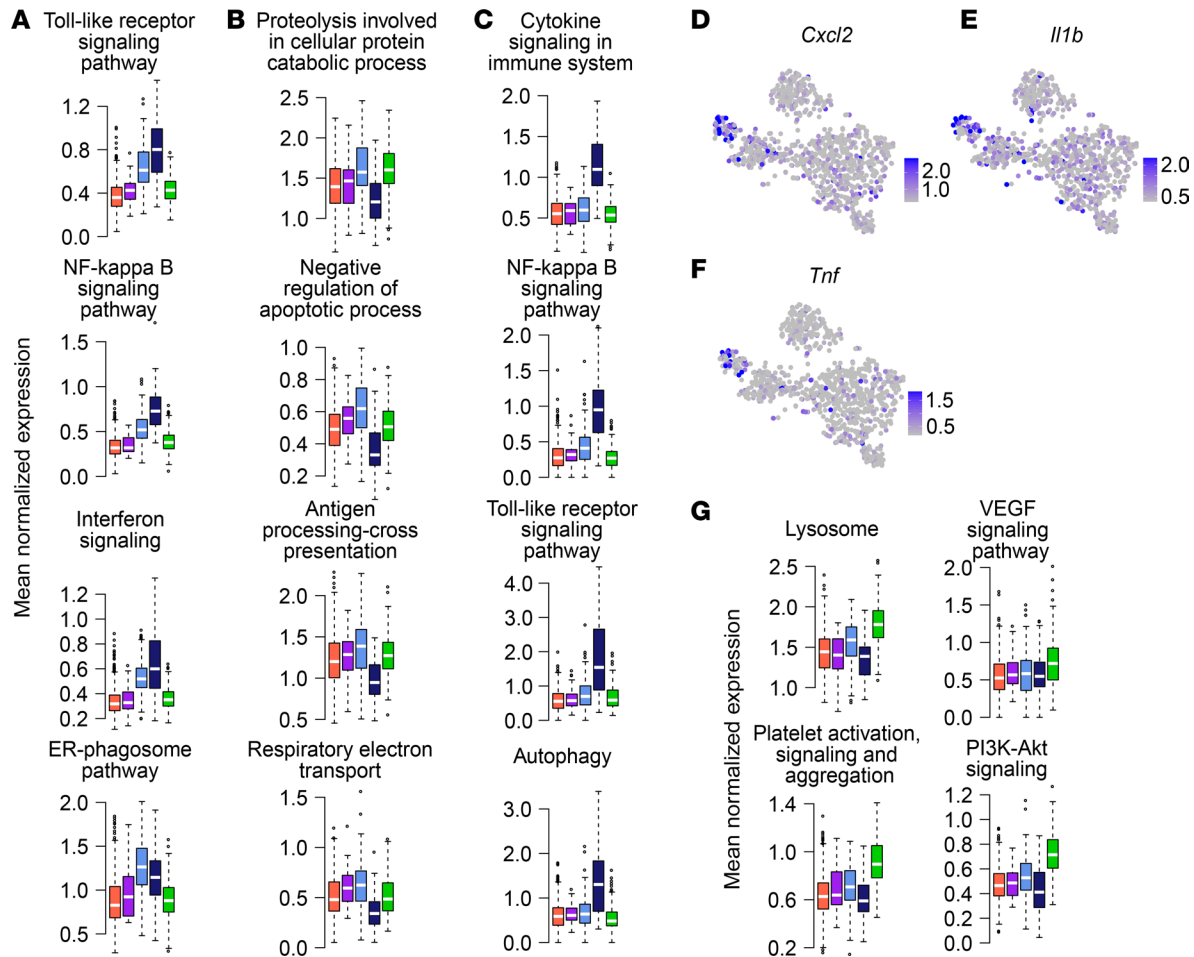 A
Toll-like receptor
signaling
pathway
1.2
0.8
0.4
0.0
NF-kappa B
signaling
pathway
1.5
1.0
0.5
0.0
Interferon
signaling
1.2
1.0
0.8
0.6
0.4
0.2
ER-phagosome
pathway
2.0
1.5
1.0
0.5
Mean normalized expression
B
Proteolysis involved
in cellular protein
catabolic process
2.5
2.0
1.5
1.0
Negative
regulation of
apoptotic process
1.0
0.8
0.6
0.4
0.2
Antigen
processing-cross
presentation
2.0
1.5
1.0
0.5
Respiratory electron
transport
1.5
1.0
0.5
0.0
C
Cytokine
signaling in
immune system
2.0
1.5
1.0
0.5
NF-kappa B
signaling
pathway
2.0
1.5
1.0
0.5
0.0
Toll-like receptor
signaling
pathway
4.0
3.0
2.0
1.0
0.0
Autophagy
3.0
2.0
1.0
0.0
D
Cxcl2
2.0
1.0
E
Il1b
2.0
0.5
F
Tnf
1.5
0.5
G
Lysosome
2.5
2.0
1.5
1.0
VEGF
signaling
pathway
2.0
1.5
1.0
0.5
0.0
Platelet activation,
signaling and
aggregation
1.4
1.0
0.6
0.2
PI3K-Akt
signaling
1.2
1.0
0.8
0.6
0.4
0.2
0.0
Mean normalized expression